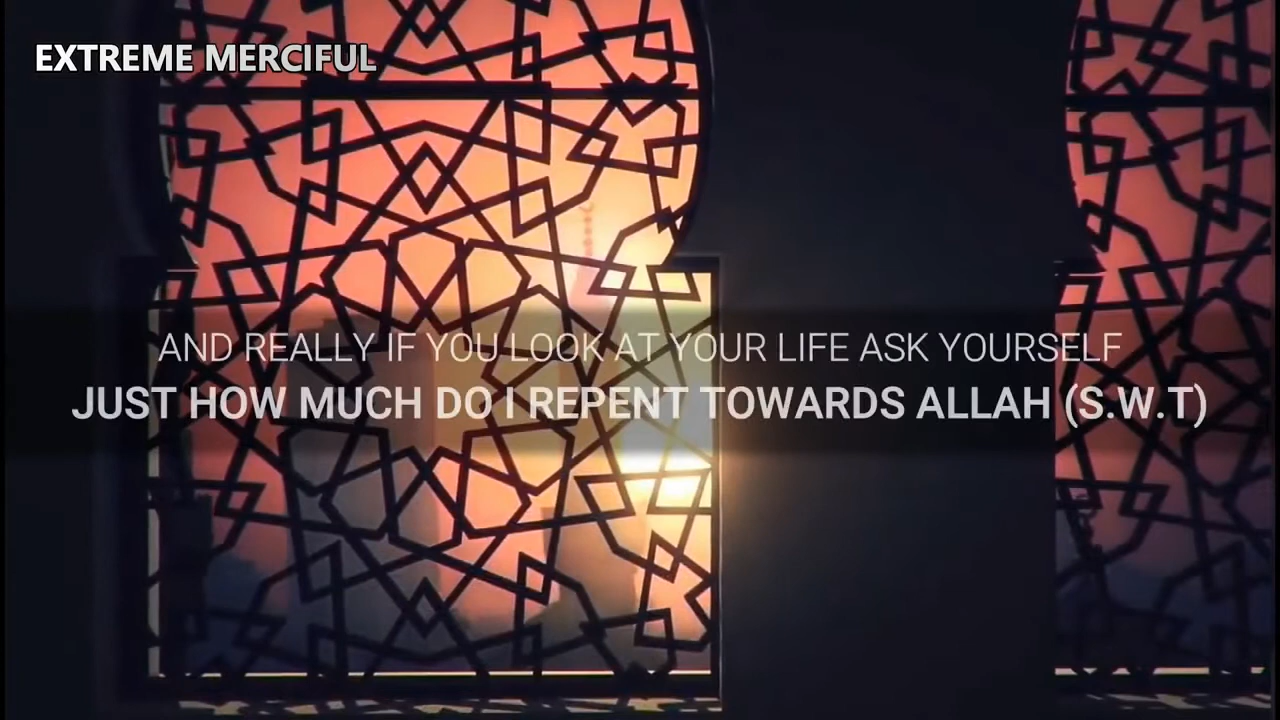 EXTREME MERCIFUL
AND REALLY IF YOU LOOK AT YOUR LIFE ASK YOURSELF
JUST HOW MUCH DO I REPENT TOWARDS ALLAH (S.W.T)